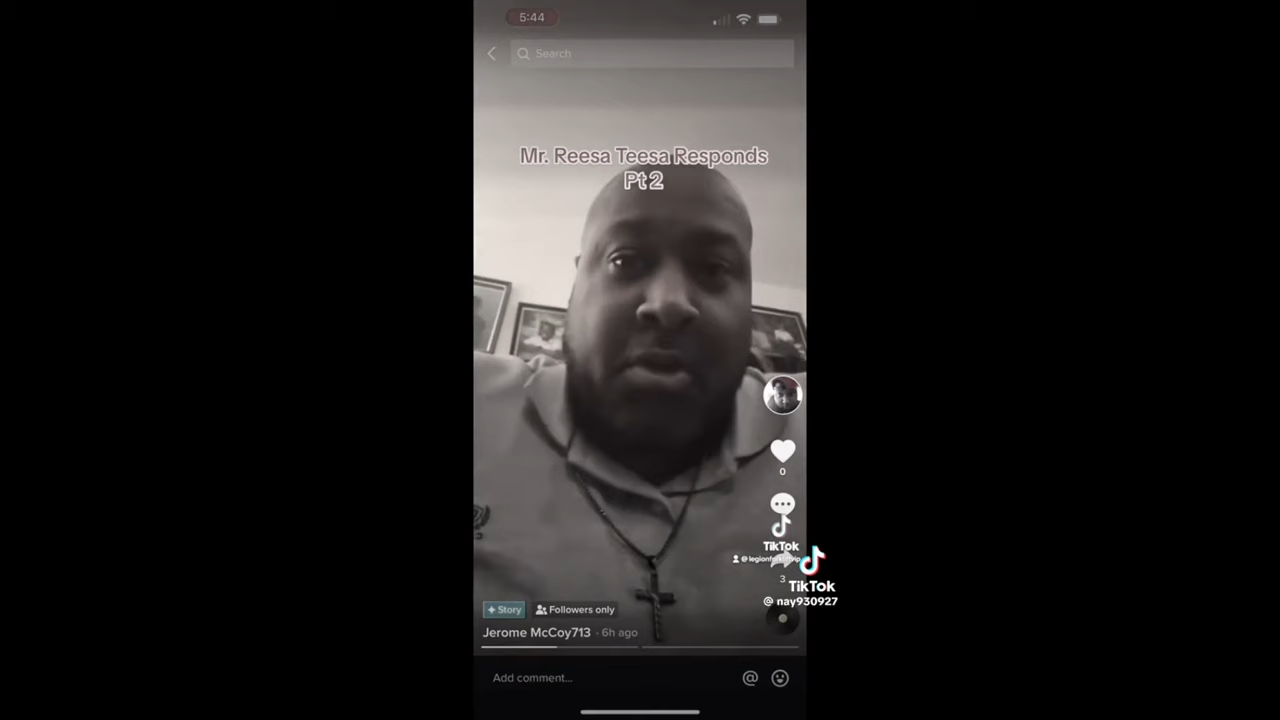 5:44
Search
Mr. Reesa Teesa Responds
Pt 2
0
TikTok
3
TikTok
@ nay930927
Story
Followers only
Jerome McCoy713 · 6h ago
Add comment...
@